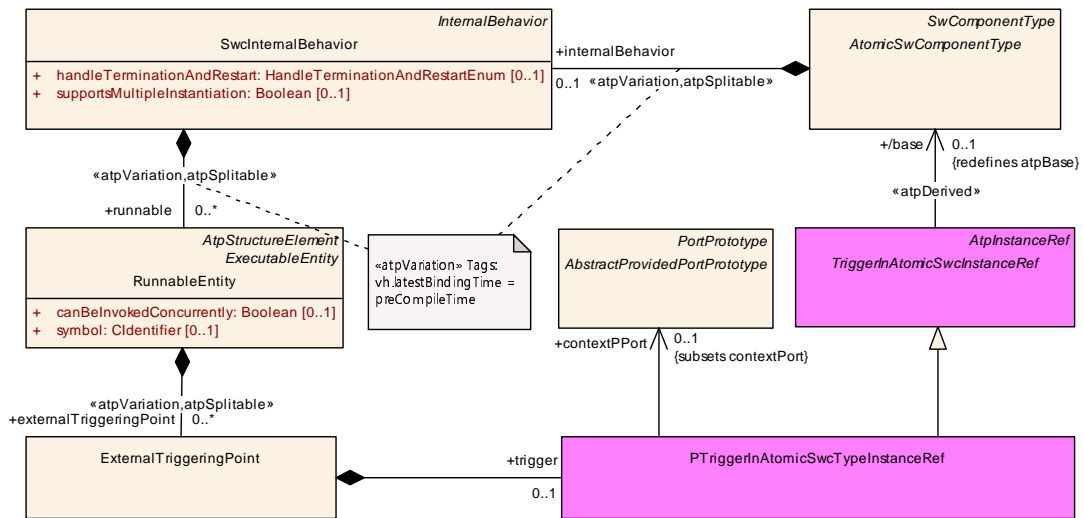 InternalBehavior
SwcInternalBehavior
+ handleTerminationAndRestart: HandleTerminationAndRestartEnum [0..1]
+ supportsMultipleInstantiation: Boolean [0..1]
+internalBehavior
0..1
«atpVariation,atpSplitable»
SwComponentType
AtomicSwComponentType
+/base
0..1
{redefines atpBase}
«atpDerived»
«atpVariation,atpSplitable»
+runnable
0..*
AtpStructureElement
ExecutableEntity
RunnableEntity
+ canBeInvokedConcurrently: Boolean [0..1]
+ symbol: CIdentifier [0..1]
«atpVariation» Tags:
vh.latestBindingTime =
preCompileTime
PortPrototype
AbstractProvidedPortPrototype
AtpInstanceRef
TriggerInAtomicSwcInstanceRef
+contextPPort
0..1
{subsets contextPort}
«atpVariation,atpSplitable»
+externalTriggeringPoint
0..*
ExternalTriggeringPoint
+trigger
0..1
PTriggerInAtomicSwcTypeInstanceRef